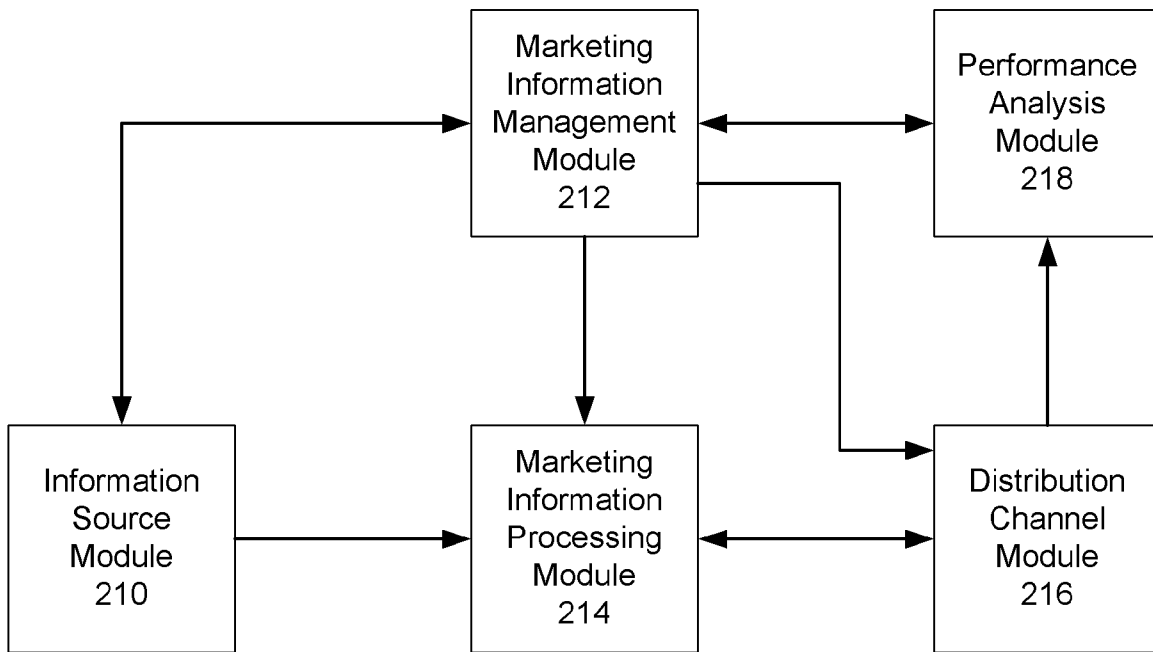 Marketing
Information
Management
Module
212
Performance
Analysis
Module
218
Information
Source
Module
210
Marketing
Information
Processing
Module
214
Distribution
Channel
Module
216